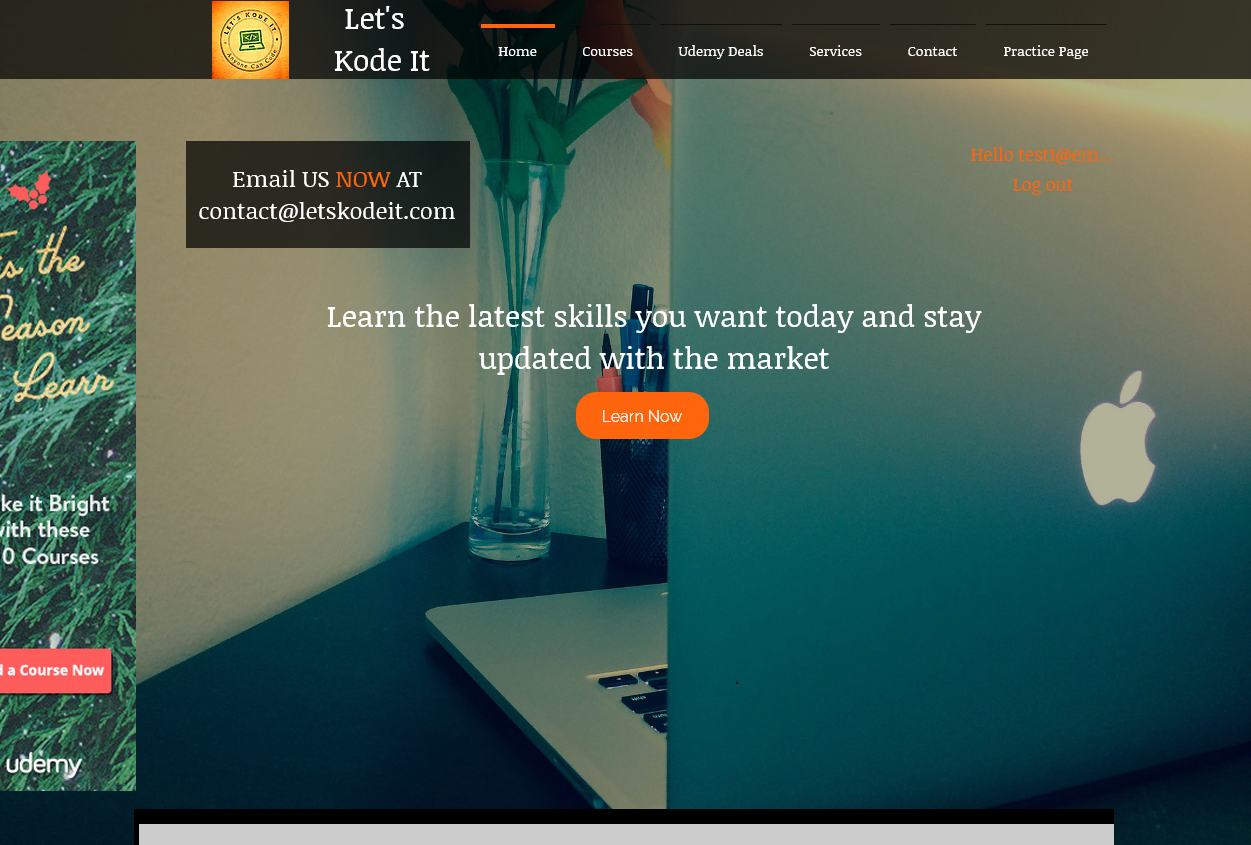 LET'S KODE IT
Anyone Can Code
Let's
Kode It
Home
Courses
Udemy Deals
Services
Contact
Practice Page
Email US NOW AT
contact@letskodeit.com
Hello test1@em...
Log out
Learn the latest skills you want today and stay
updated with the market
Learn Now
is the
eason
Learn
ke it Bright
with these
0 Courses
d a Course Now
udemy